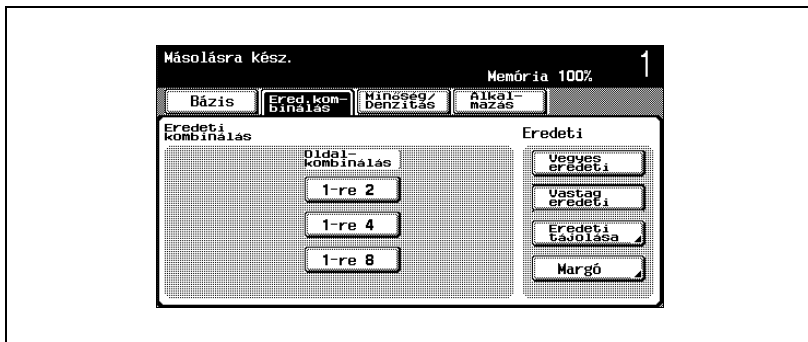 Másolásra kész.
Memória 100%
1
Bázis
Ered.kom-
binálás
Minőség/
Denzitás
Alkal-
mazás
Eredeti
kombinálás
Oldal-
kombinálás
1-re 2
1-re 4
1-re 8
Eredeti
Vegyes
eredeti
Vastag
eredeti
Eredeti
tájolása
Margó